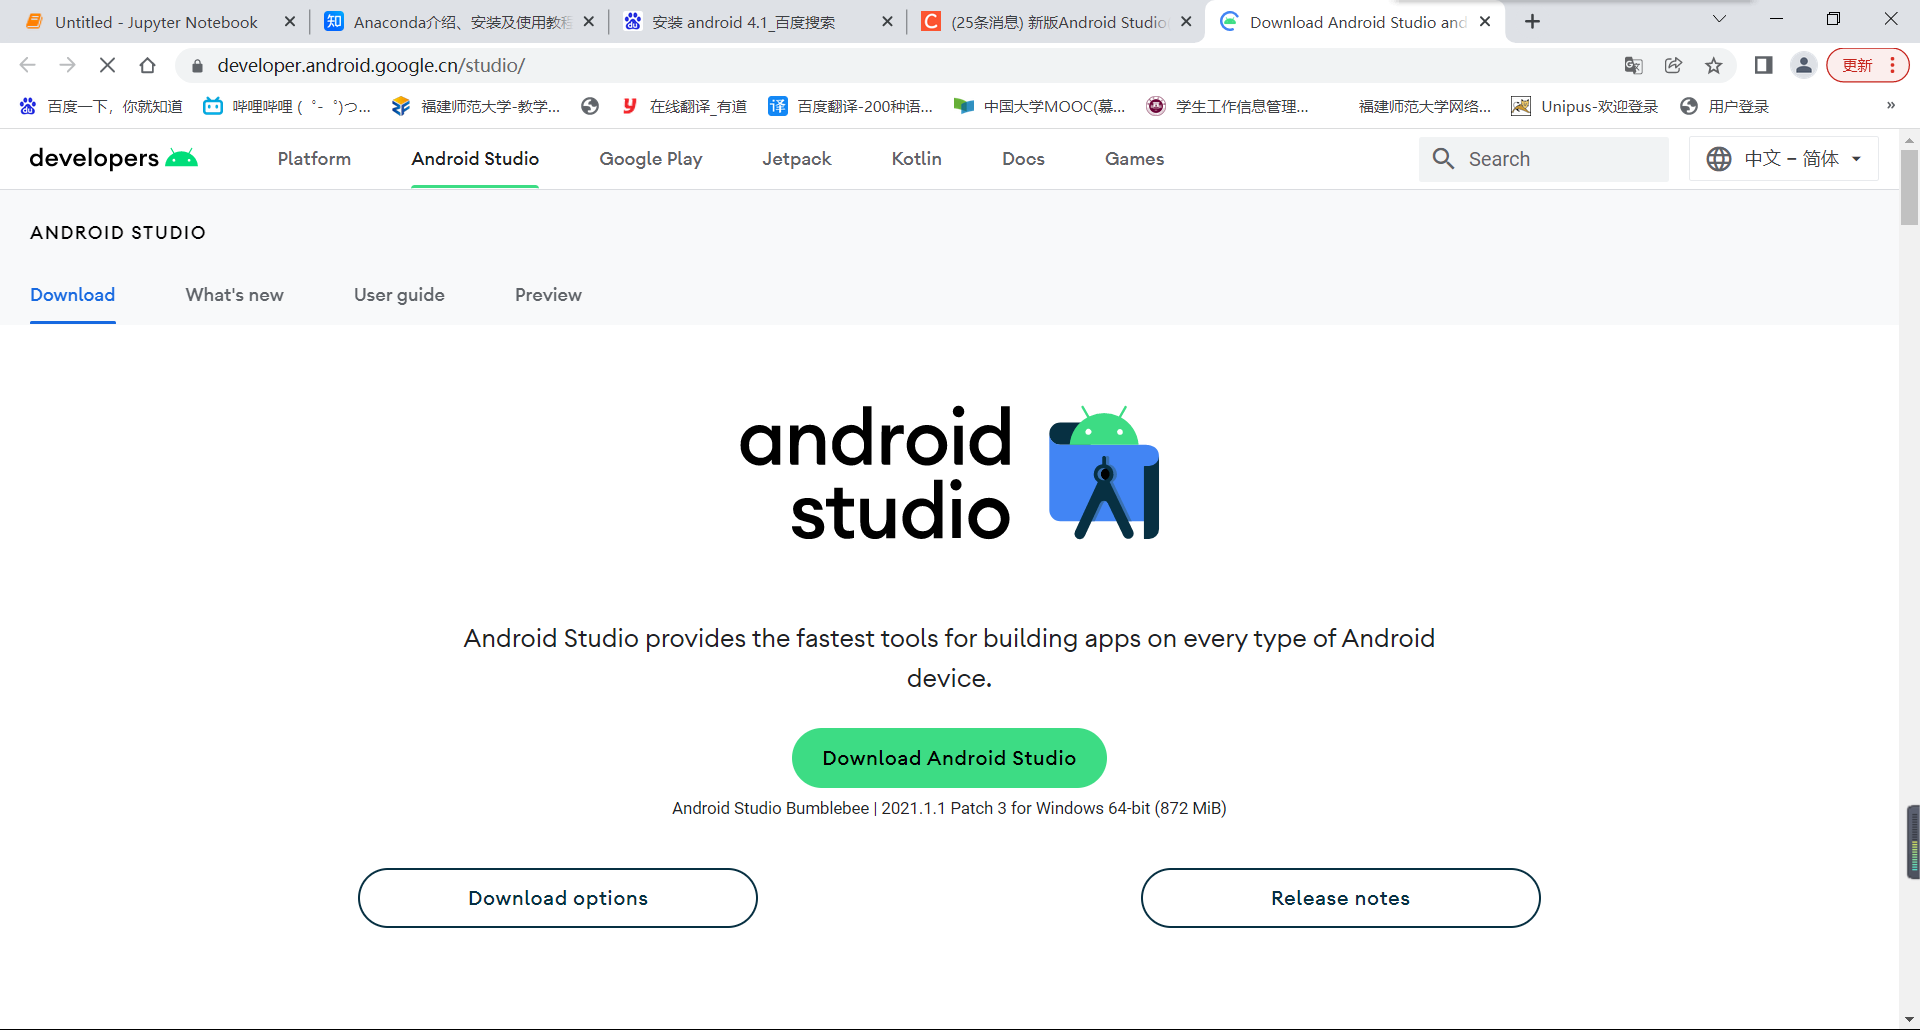 Untitled - Jupyter Notebook
Anaconda介绍、安装及使用教程
安装 android 4.1_百度搜索
(25条消息) 新版Android Studio
Download Android Studio and
developer.android.google.cn/studio/
更新
百度一下，你就知道
哔哩哔哩 ( ゜- ゜)つ...
福建师范大学-教学...
在线翻译_有道
百度翻译-200种语...
中国大学MOOC(慕...
学生工作信息管理...
福建师范大学网络...
Unipus-欢迎登录
用户登录
»
developers
Platform
Android Studio
Google Play
Jetpack
Kotlin
Docs
Games
Search
中文 – 简体
ANDROID STUDIO
Download
What's new
User guide
Preview
android
studio
Android Studio provides the fastest tools for building apps on every type of Android
device.
Download Android Studio
Android Studio Bumblebee | 2021.1.1 Patch 3 for Windows 64-bit (872 MiB)
Download options
Release notes